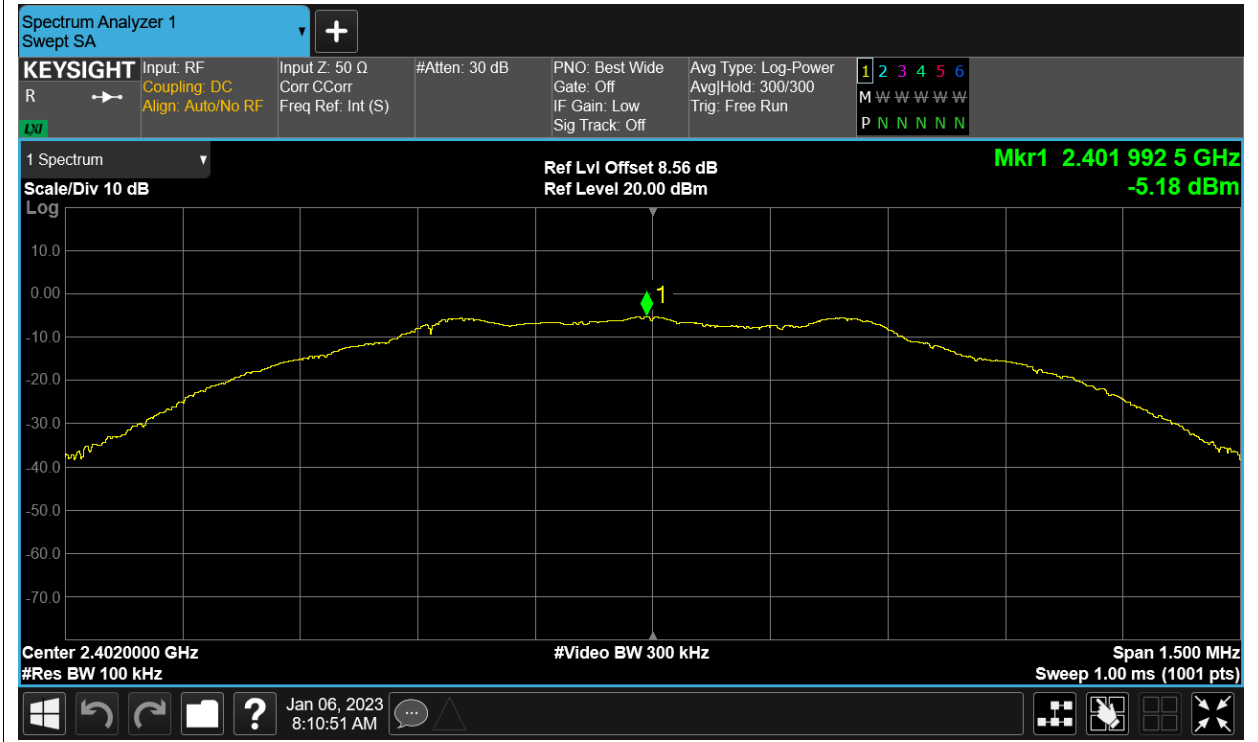 Spectrum Analyzer 1
Swept SA
KEYSIGHT
R
LXI
Input: RF
Coupling: DC
Align: Auto/No RF
Input Z: 50 Ω
Corr CCorr
Freq Ref: Int (S)
#Atten: 30 dB
PNO: Best Wide
Gate: Off
IF Gain: Low
Sig Track: Off
Avg Type: Log-Power
Avg|Hold: 300/300
Trig: Free Run
1 2 3 4 5 6
M W W W W W
P N N N N N
1 Spectrum
Scale/Div 10 dB
Log
Ref Lvl Offset 8.56 dB
Ref Level 20.00 dBm
Mkr1 2.401 992 5 GHz
-5.18 dBm
10.0
0.00
1
-10.0
-20.0
-30.0
-40.0
-50.0
-60.0
-70.0
Center 2.4020000 GHz
#Res BW 100 kHz
#Video BW 300 kHz
Span 1.500 MHz
Sweep 1.00 ms (1001 pts)
?
Jan 06, 2023
8:10:51 AM